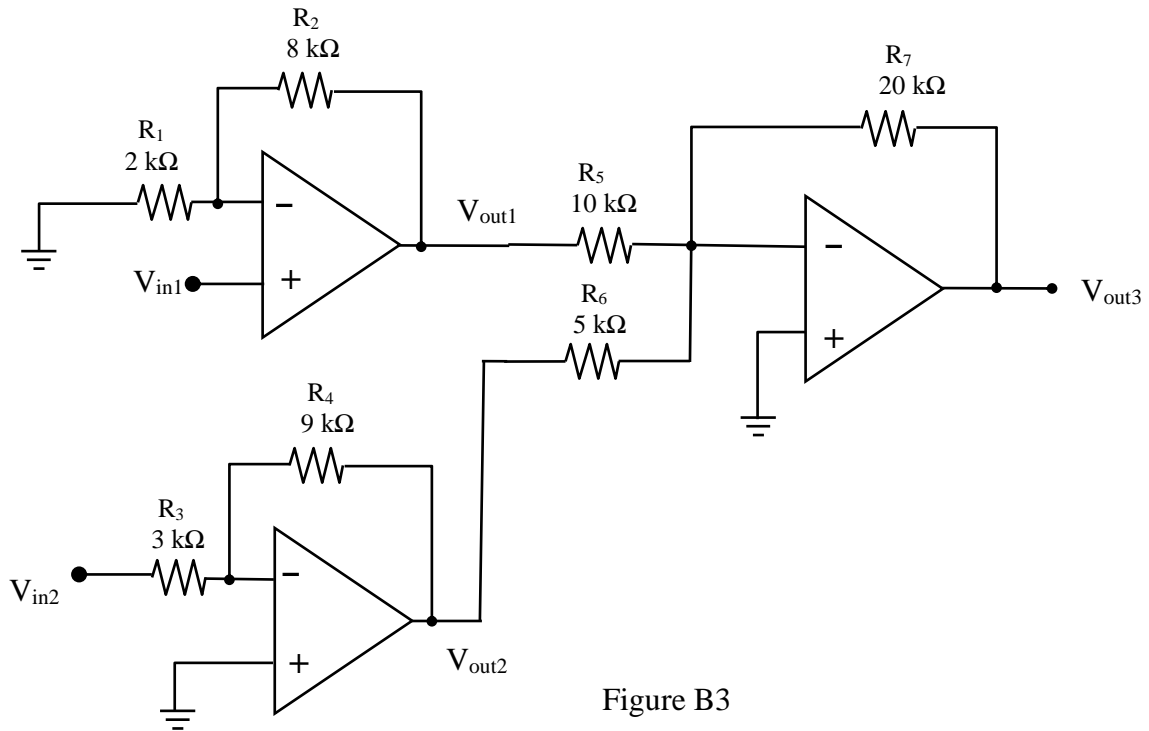 R₂
8 kΩ
R₇
20 kΩ
R₁
2 kΩ
−
+
Vin1
Vout1
R₅
10 kΩ
R₆
5 kΩ
−
+
Vout3
R₄
9 kΩ
R₃
3 kΩ
−
+
Vin2
Vout2
Figure B3